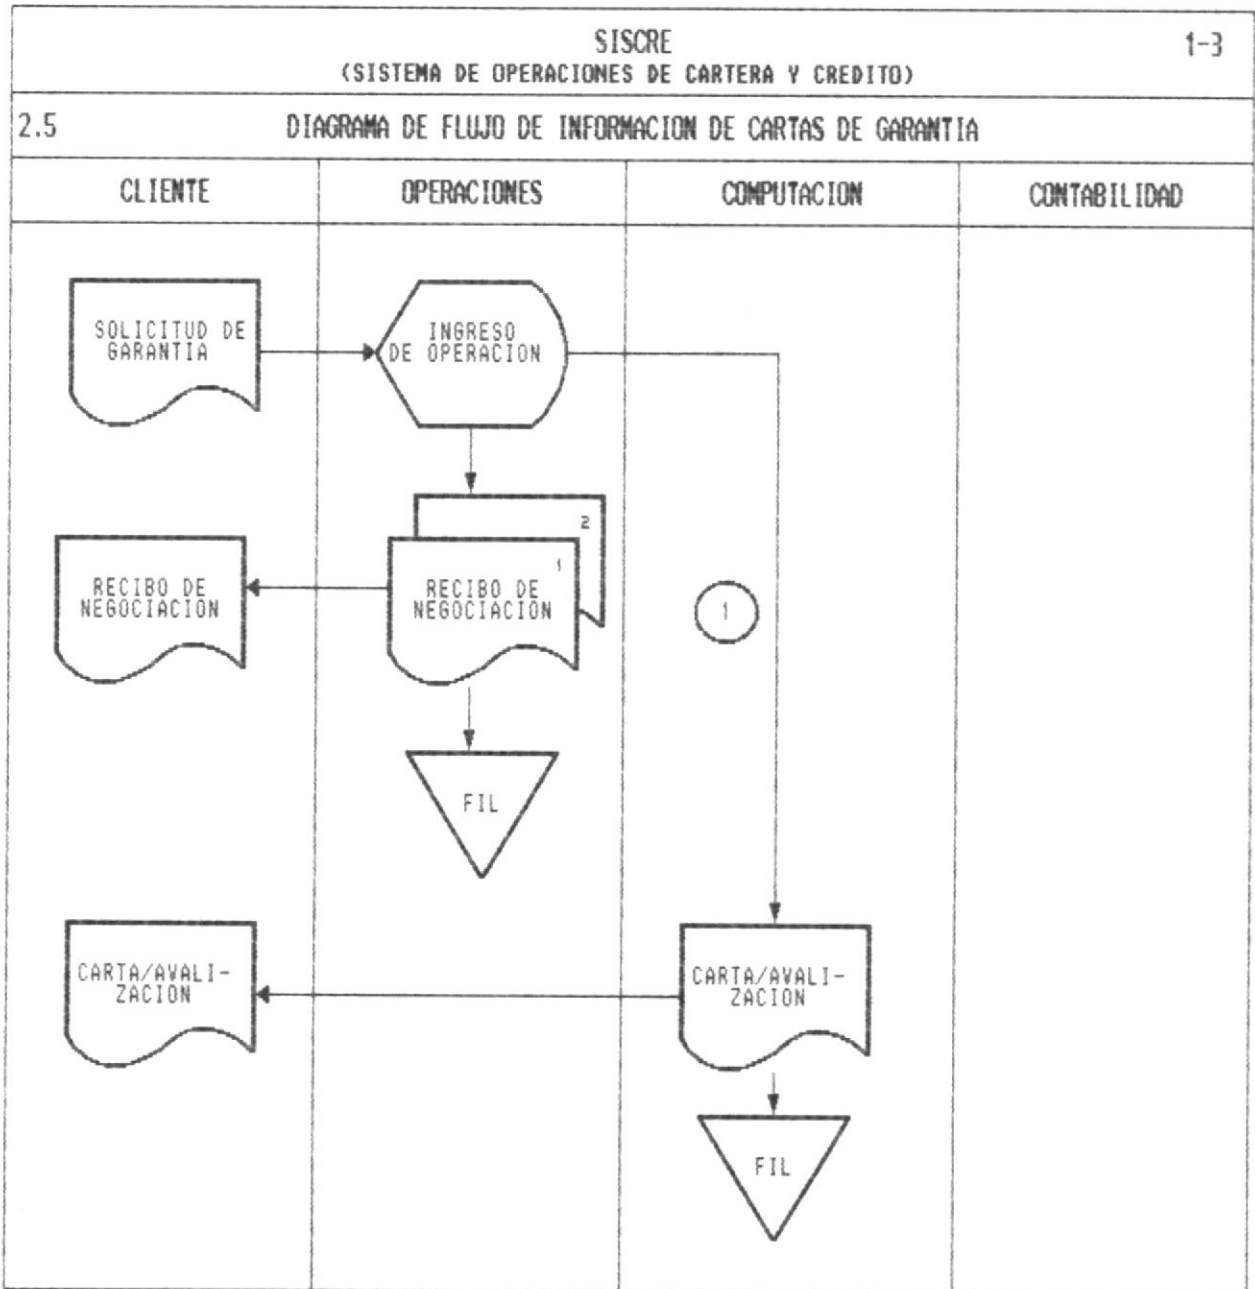 SISCRE
1-3
(SISTEMA DE OPERACIONES DE CARTERA Y CREDITO)
2.5
DIAGRAMA DE FLUJO DE INFORMACION DE CARTAS DE GARANTIA
CLIENTE
OPERACIONES
COMPUTACION
CONTABILIDAD
SOLICITUD DE
GARANTIA
INGRESO
DE OPERACION
2
1
RECIBO DE
NEGOCIACION
RECIBO DE
NEGOCIACION
1
FIL
CARTA/AVALI-
ZACION
CARTA/AVALI-
ZACION
FIL